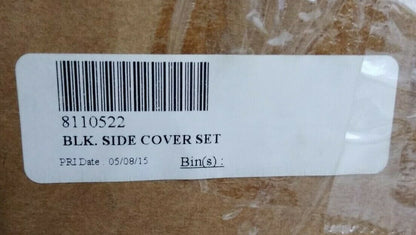 8110522
BLK. SIDE COVER SET
PRI Date : 05/08/15 Bin(s) :